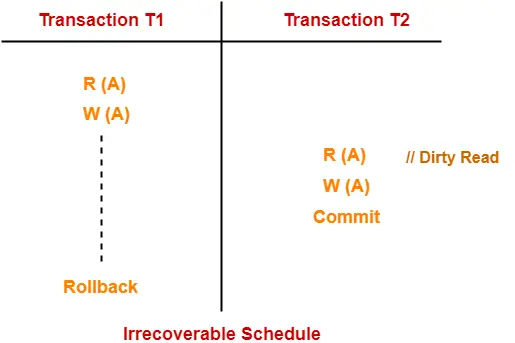 Transaction T1 Transaction T2
R (A)
W (A)
R (A) // Dirty Read
W (A)
Commit
Rollback
Irrecoverable Schedule